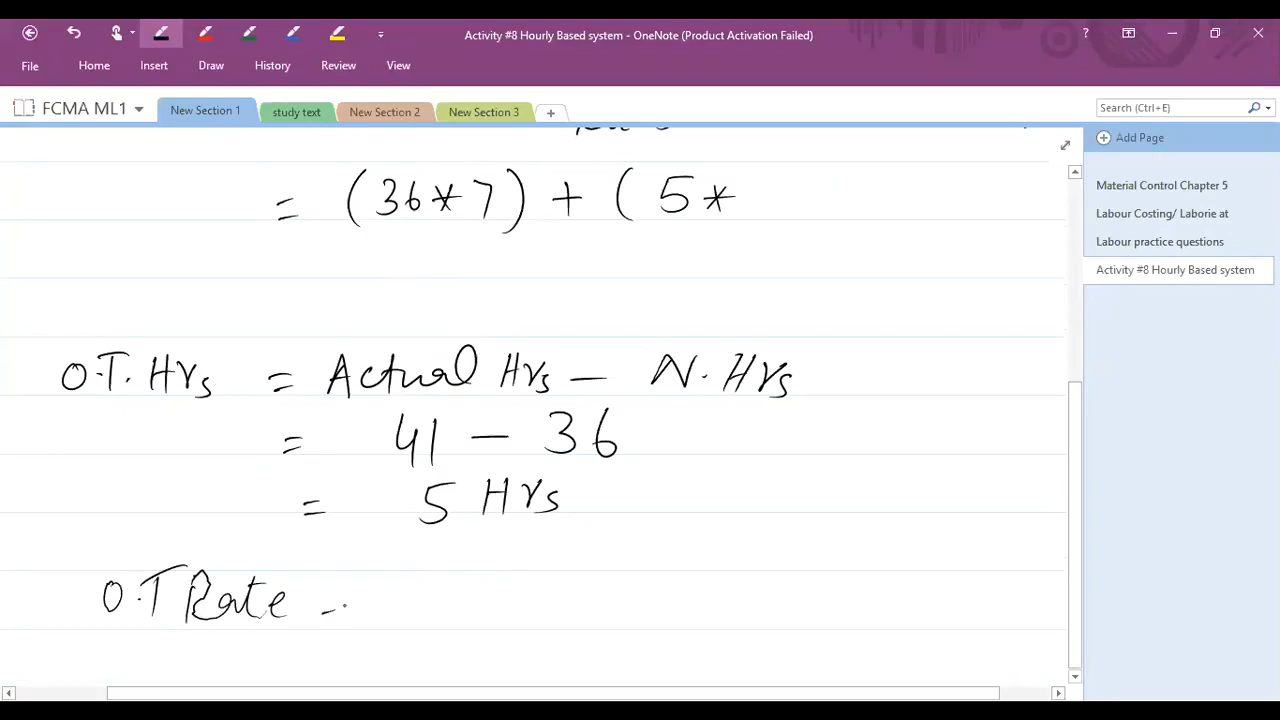 Activity #8 Hourly Based system - OneNote (Product Activation Failed)
?
File Home Insert Draw History Review View
FCMA ML1 New Section 1 study text New Section 2 New Section 3 +
Search (Ctrl+E)
Add Page
Material Control Chapter 5
Labour Costing/ Laborie at
Labour practice questions
Activity #8 Hourly Based system
= (36*7) + ( 5*
O.T. Hrs = Actual Hrs - N. Hrs
= 41 - 36
= 5 Hrs
O.T Rate -